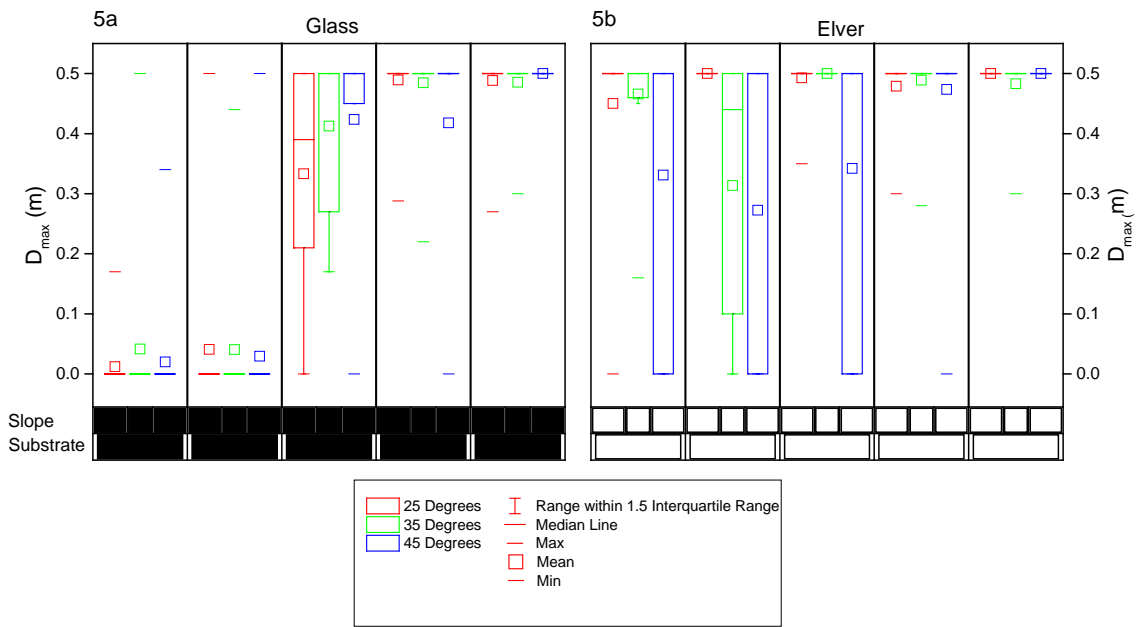 5a
Glass
5b
Elver
0.5
0.4
0.3
0.2
0.1
0.0
D_max (m)
0.5
0.4
0.3
0.2
0.1
0.0
D_max (m)
Slope
Substrate
25 Degrees
35 Degrees
45 Degrees
Range within 1.5 Interquartile Range
Median Line
Max
Mean
Min